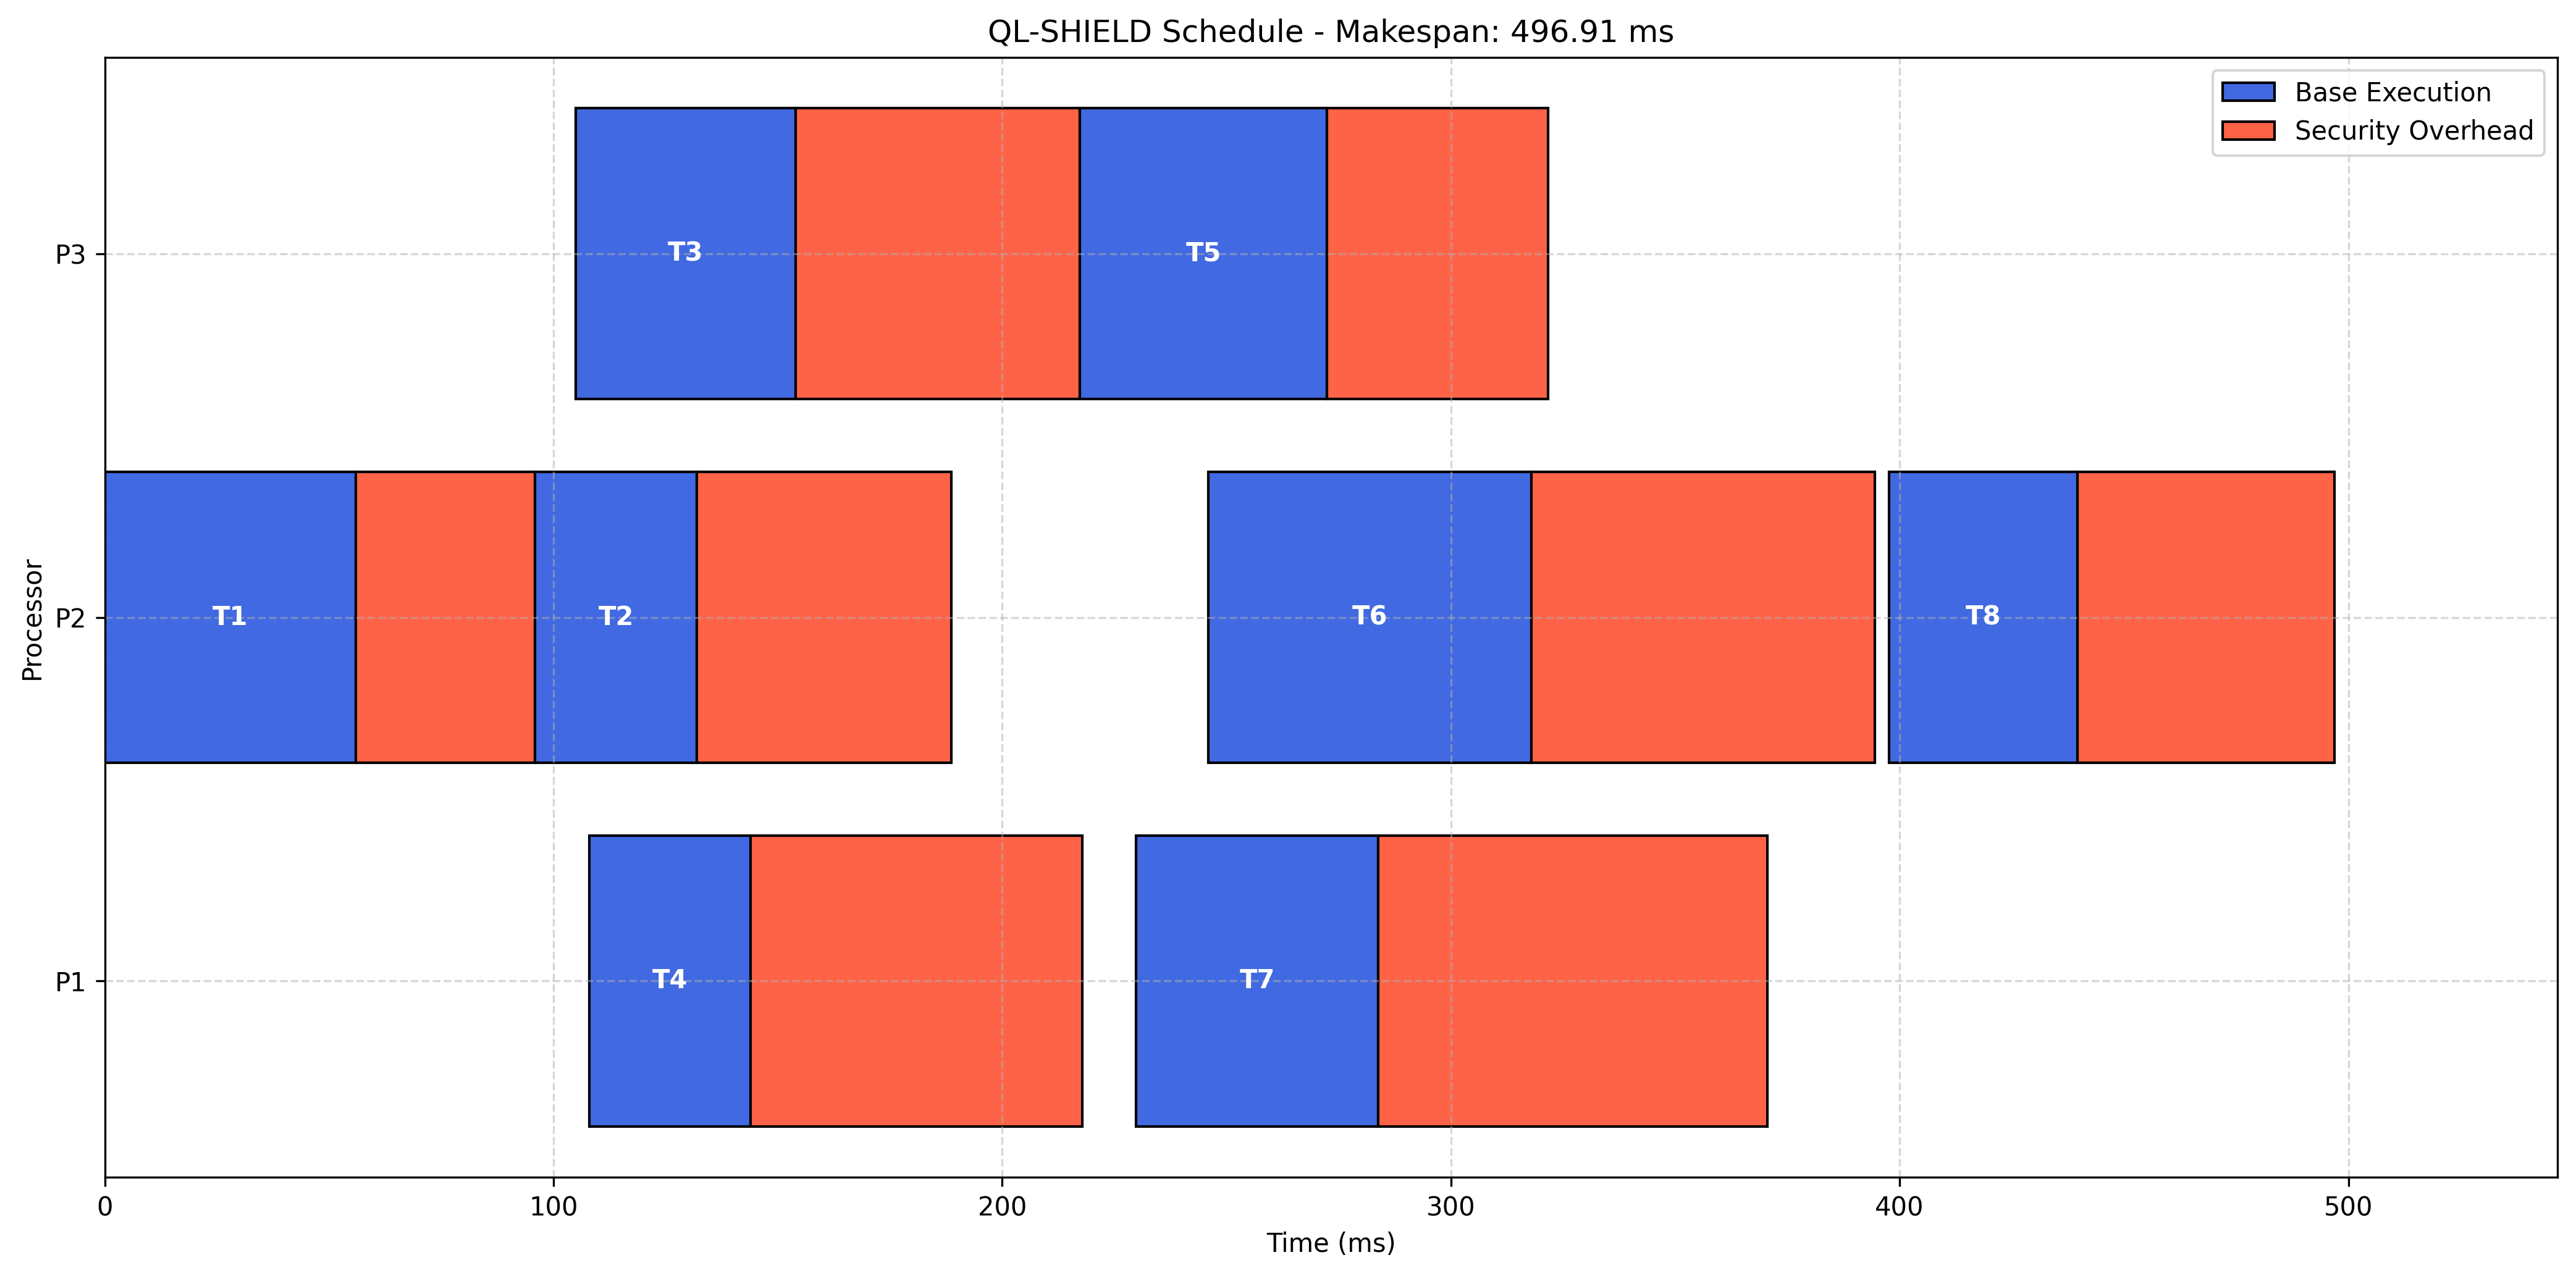 QL-SHIELD Schedule - Makespan: 496.91 ms
Base Execution
Security Overhead
P3
T3
T5
Processor
P2
T1
T2
T6
T8
P1
T4
T7
0 100 200 300 400 500
Time (ms)